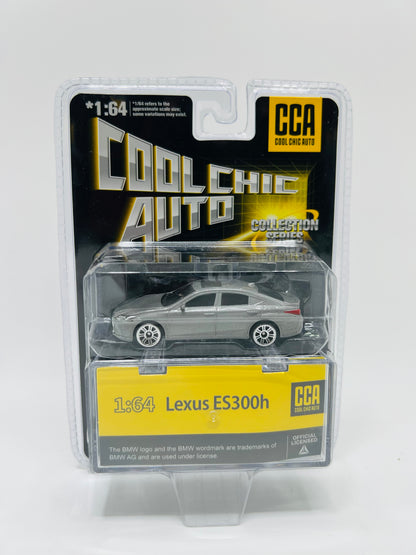 *1:64
*1/64 refers to the
approximate scale size;
some variations may exist.
CCA
COOL CHIC AUTO
COOL CHIC
AUTO
COLLECTION
SERIES
1:64 Lexus ES300h
CCA
COOL CHIC AUTO
The BMW logo and the BMW wordmark are trademarks of
BMW AG and are used under license.
OFFICIAL
LICENSED